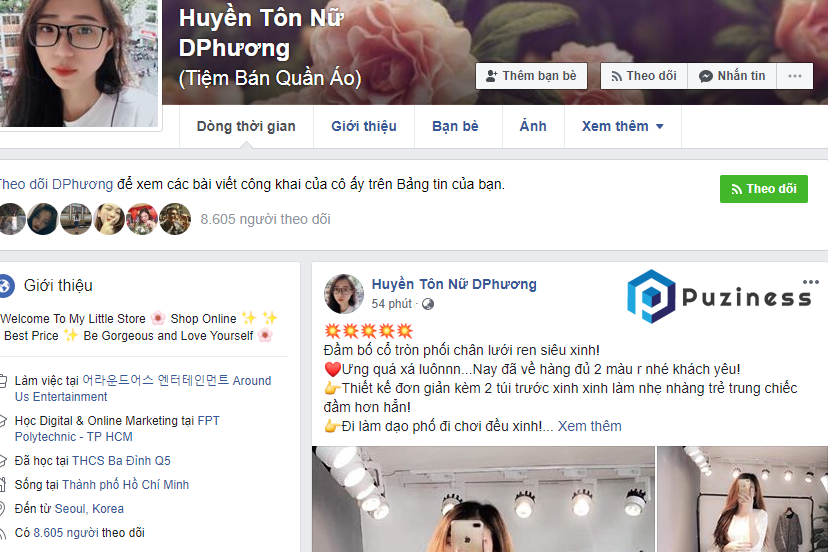 Huyền Tôn Nữ
DPhương
(Tiệm Bán Quần Áo)
Thêm bạn bè
Theo dõi
Nhắn tin
Dòng thời gian
Giới thiệu
Bạn bè
Ảnh
Xem thêm
Theo dõi DPhương để xem các bài viết công khai của cô ấy trên Bảng tin của bạn.
Theo dõi
8.605 người theo dõi
Giới thiệu
Welcome To My Little Store 🌸 Shop Online ✨ ✨
Best Price ✨ Be Gorgeous and Love Yourself 🌸
Làm việc tại 어라운드어스 엔터테인먼트 Around
Us Entertainment
Học Digital & Online Marketing tại FPT
Polytechnic - TP HCM
Đã học tại THCS Ba Đình Q5
Sống tại Thành phố Hồ Chí Minh
Đến từ Seoul, Korea
Có 8.605 người theo dõi
Huyền Tôn Nữ DPhương
54 phút ·
Puziness
💥💥💥💥💥
Đầm bố cổ tròn phối chân lưới ren siêu xinh!
❤️Ưng quá xá luônnn...Nay đã về hàng đủ 2 màu r nhé khách yêu!
👉Thiết kế đơn giản kèm 2 túi trước xinh xinh làm nhẹ nhàng trẻ trung chiếc
đầm hơn hẳn!
👉Đi làm dạo phố đi chơi đều xinh!... Xem thêm